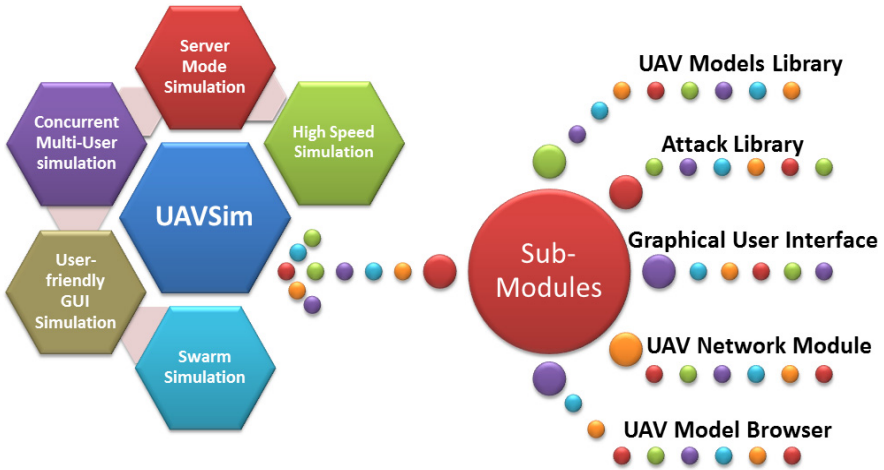 Server
Mode
Simulation
Concurrent
Multi-User
simulation
High Speed
Simulation
UAVSim
User-
friendly
GUI
Simulation
Swarm
Simulation
Sub-
Modules
UAV Models Library
Attack Library
Graphical User Interface
UAV Network Module
UAV Model Browser